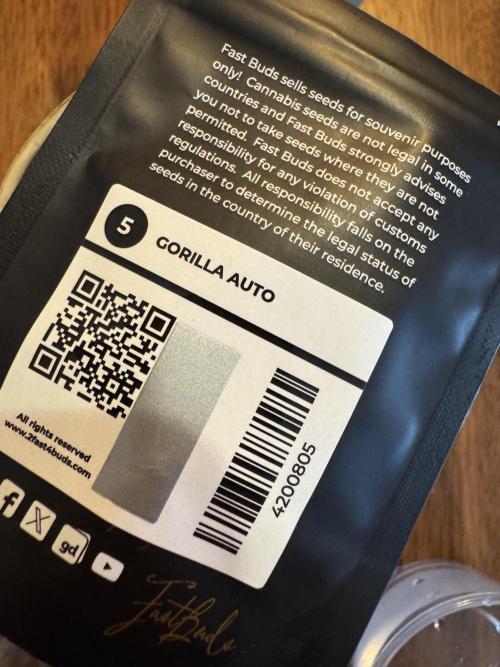 Fast Buds sells seeds for souvenir purposes
only! Cannabis seeds are not legal in some
countries and Fast Buds strongly advises
you not to take seeds where they are not
permitted. Fast Buds does not accept any
responsibility for any violation of customs
regulations. All responsibility falls on the
purchaser to determine the legal status of
seeds in the country of their residence.
5
GORILLA AUTO
All rights reserved
www.2fast4buds.com
4200805
f X gd
FastBuds